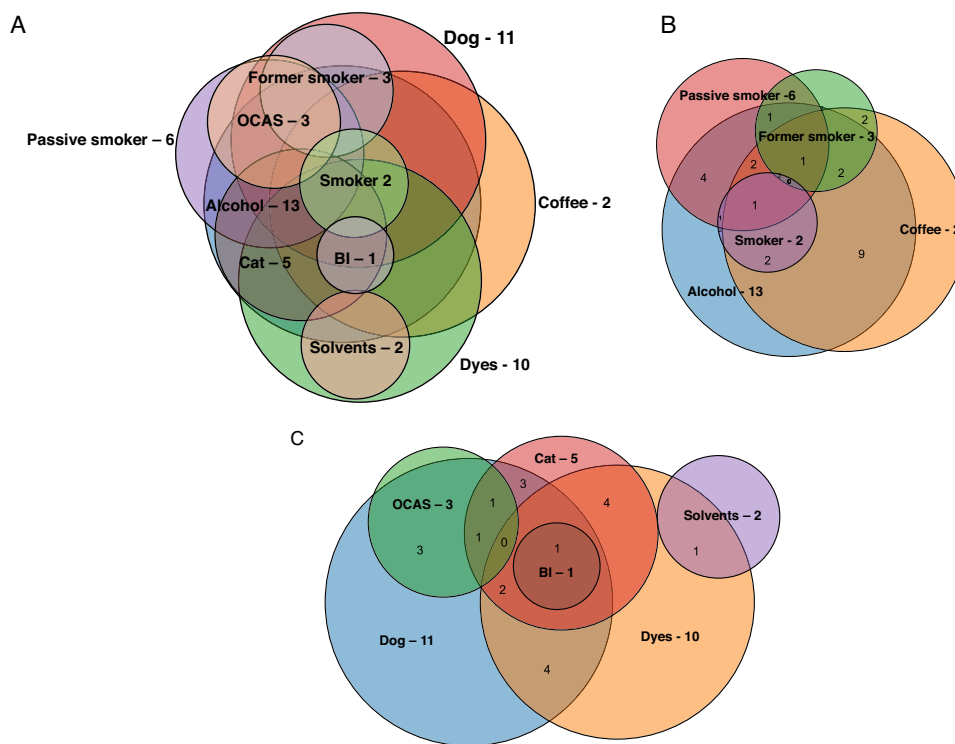 A
Dog - 11
Former smoker – 3
OCAS – 3
Passive smoker – 6
Smoker 2
Alcohol – 13
Coffee - 2
Cat – 5
BI – 1
Solvents – 2
Dyes - 10
B
Passive smoker -6
1
2
Former smoker - 3
2
1
4
2
1
1
Smoker - 2
Coffee - 2
2
9
Alcohol - 13
C
Cat – 5
3
OCAS – 3
1
4
Solvents – 2
3
1
0
1
1
BI – 1
2
Dog – 11
Dyes - 10
4